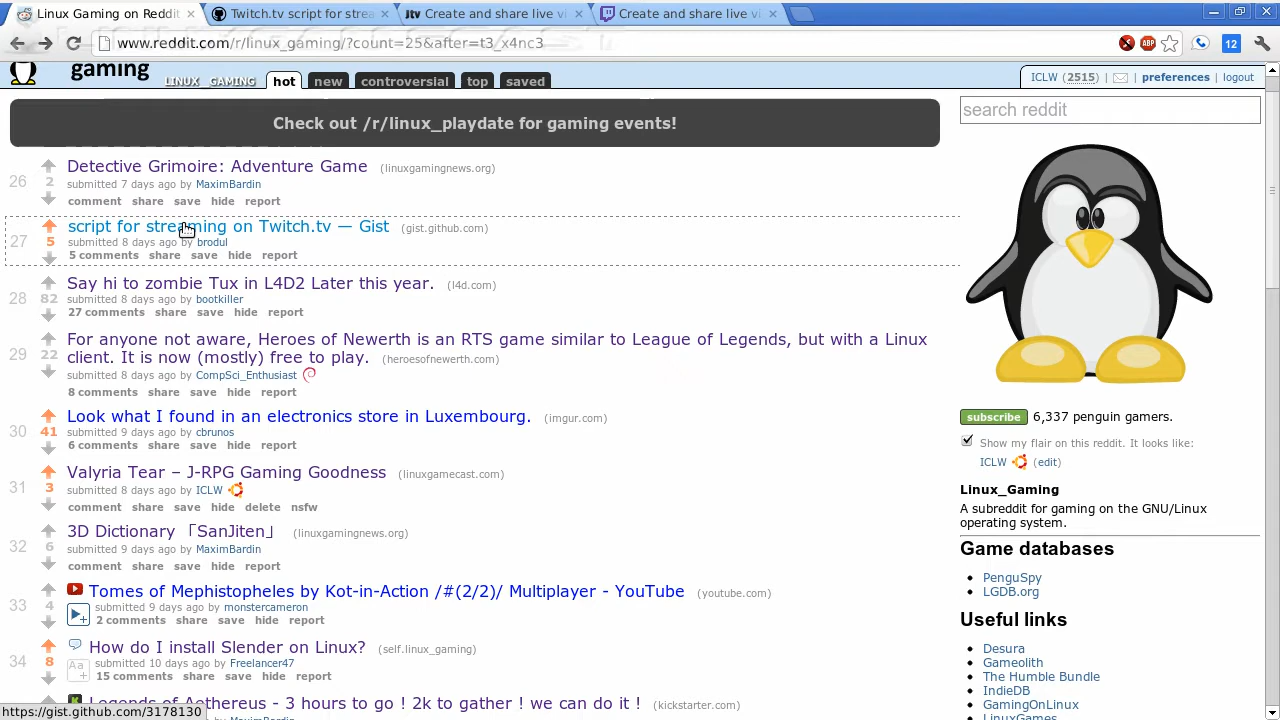 Linux Gaming on Reddit
Twitch.tv script for strea
jtv Create and share live vi
Create and share live vi
www.reddit.com/r/linux_gaming/?count=25&after=t3_x4nc3
ABP
12
gaming
LINUX_GAMING hot new controversial top saved
ICLW (2515) | | preferences | logout
Check out /r/linux_playdate for gaming events!
26
2
Detective Grimoire: Adventure Game (linuxgamingnews.org)
submitted 7 days ago by MaximBardin
comment share save hide report
27
5
script for streaming on Twitch.tv — Gist (gist.github.com)
submitted 8 days ago by brodul
5 comments share save hide report
28
82
Say hi to zombie Tux in L4D2 Later this year. (l4d.com)
submitted 8 days ago by bootkiller
27 comments share save hide report
29
22
For anyone not aware, Heroes of Newerth is an RTS game similar to League of Legends, but with a Linux
client. It is now (mostly) free to play. (heroesofnewerth.com)
submitted 8 days ago by CompSci_Enthusiast
8 comments share save hide report
30
41
Look what I found in an electronics store in Luxembourg. (imgur.com)
submitted 9 days ago by cbrunos
6 comments share save hide report
31
3
Valyria Tear – J-RPG Gaming Goodness (linuxgamecast.com)
submitted 8 days ago by ICLW
comment share save hide delete nsfw
32
6
3D Dictionary 「SanJiten」 (linuxgamingnews.org)
submitted 9 days ago by MaximBardin
comment share save hide report
33
4
Tomes of Mephistopheles by Kot-in-Action /#(2/2)/ Multiplayer - YouTube (youtube.com)
submitted 9 days ago by monstercameron
2 comments share save hide report
34
8
Aa
How do I install Slender on Linux? (self.linux_gaming)
submitted 10 days ago by Freelancer47
15 comments share save hide report
Legends of Aethereus - 3 hours to go ! 2k to gather ! we can do it ! (kickstarter.com)
MaximBardin
https://gist.github.com/3178130
search reddit
subscribe 6,337 penguin gamers.
Show my flair on this reddit. It looks like:
ICLW (edit)
Linux_Gaming
A subreddit for gaming on the GNU/Linux
operating system.
Game databases
PenguSpy
LGDB.org
Useful links
Desura
Gameolith
The Humble Bundle
IndieDB
GamingOnLinux
LinuxGames